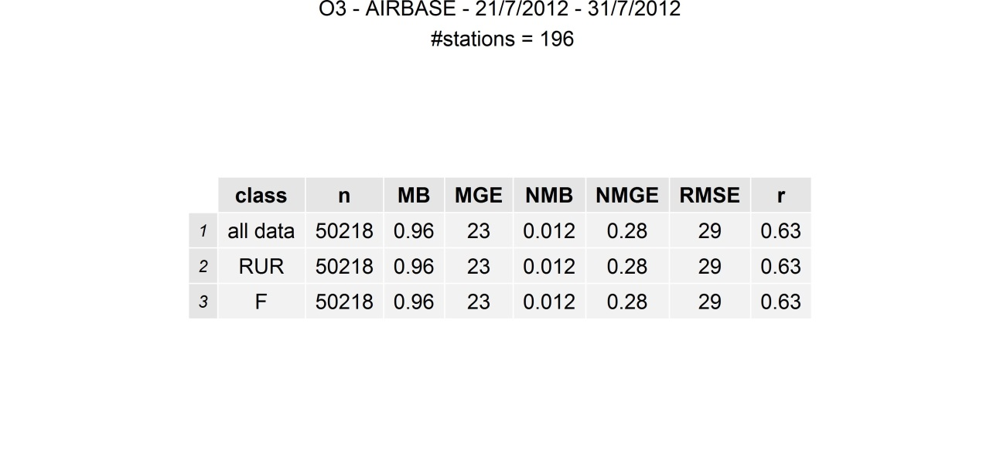 O3 - AIRBASE - 21/7/2012 - 31/7/2012
#stations = 196
class n MB MGE NMB NMGE RMSE r
1 all data 50218 0.96 23 0.012 0.28 29 0.63
2 RUR 50218 0.96 23 0.012 0.28 29 0.63
3 F 50218 0.96 23 0.012 0.28 29 0.63